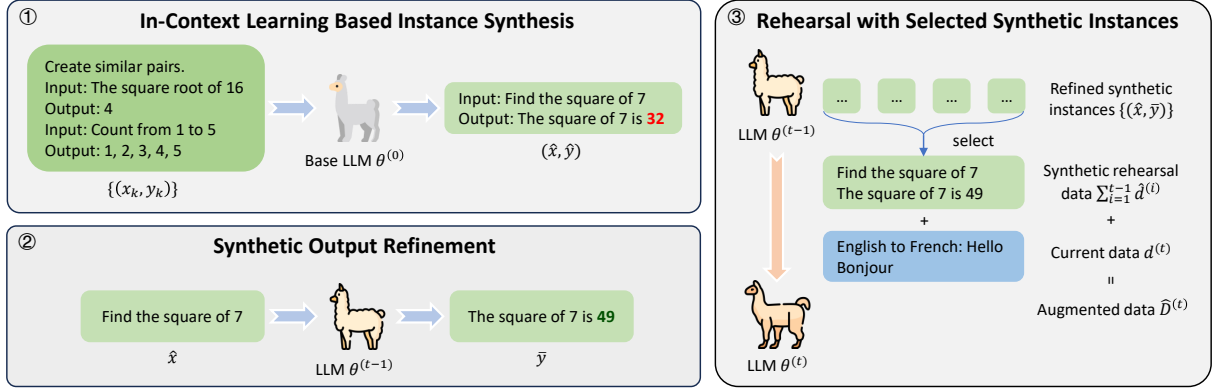 ① In-Context Learning Based Instance Synthesis
Create similar pairs.
Input: The square root of 16
Output: 4
Input: Count from 1 to 5
Output: 1, 2, 3, 4, 5
{(xₖ, yₖ)}
Base LLM θ⁽⁰⁾
Input: Find the square of 7
Output: The square of 7 is 32
(x̂, ŷ)
② Synthetic Output Refinement
Find the square of 7
x̂
LLM θ⁽ᵗ⁻¹⁾
The square of 7 is 49
ȳ
③ Rehearsal with Selected Synthetic Instances
LLM θ⁽ᵗ⁻¹⁾
... ... ... ...
Refined synthetic
instances {(x̂, ȳ)}
select
Find the square of 7
The square of 7 is 49
Synthetic rehearsal
data ∑ᵢ₌₁ᵗ⁻¹ d̂⁽ⁱ⁾
+ +
English to French: Hello
Bonjour
Current data d⁽ᵗ⁾
=
Augmented data D̂⁽ᵗ⁾
LLM θ⁽ᵗ⁾